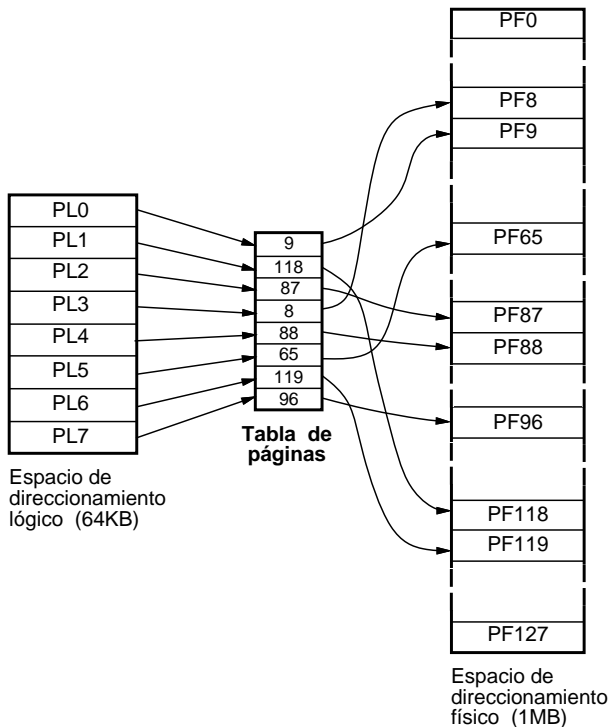 PL0
PL1
PL2
PL3
PL4
PL5
PL6
PL7
Espacio de
direccionamiento
lógico (64KB)
9
118
87
8
88
65
119
96
Tabla de
páginas
PF0
PF8
PF9
PF65
PF87
PF88
PF96
PF118
PF119
PF127
Espacio de
direccionamiento
físico (1MB)